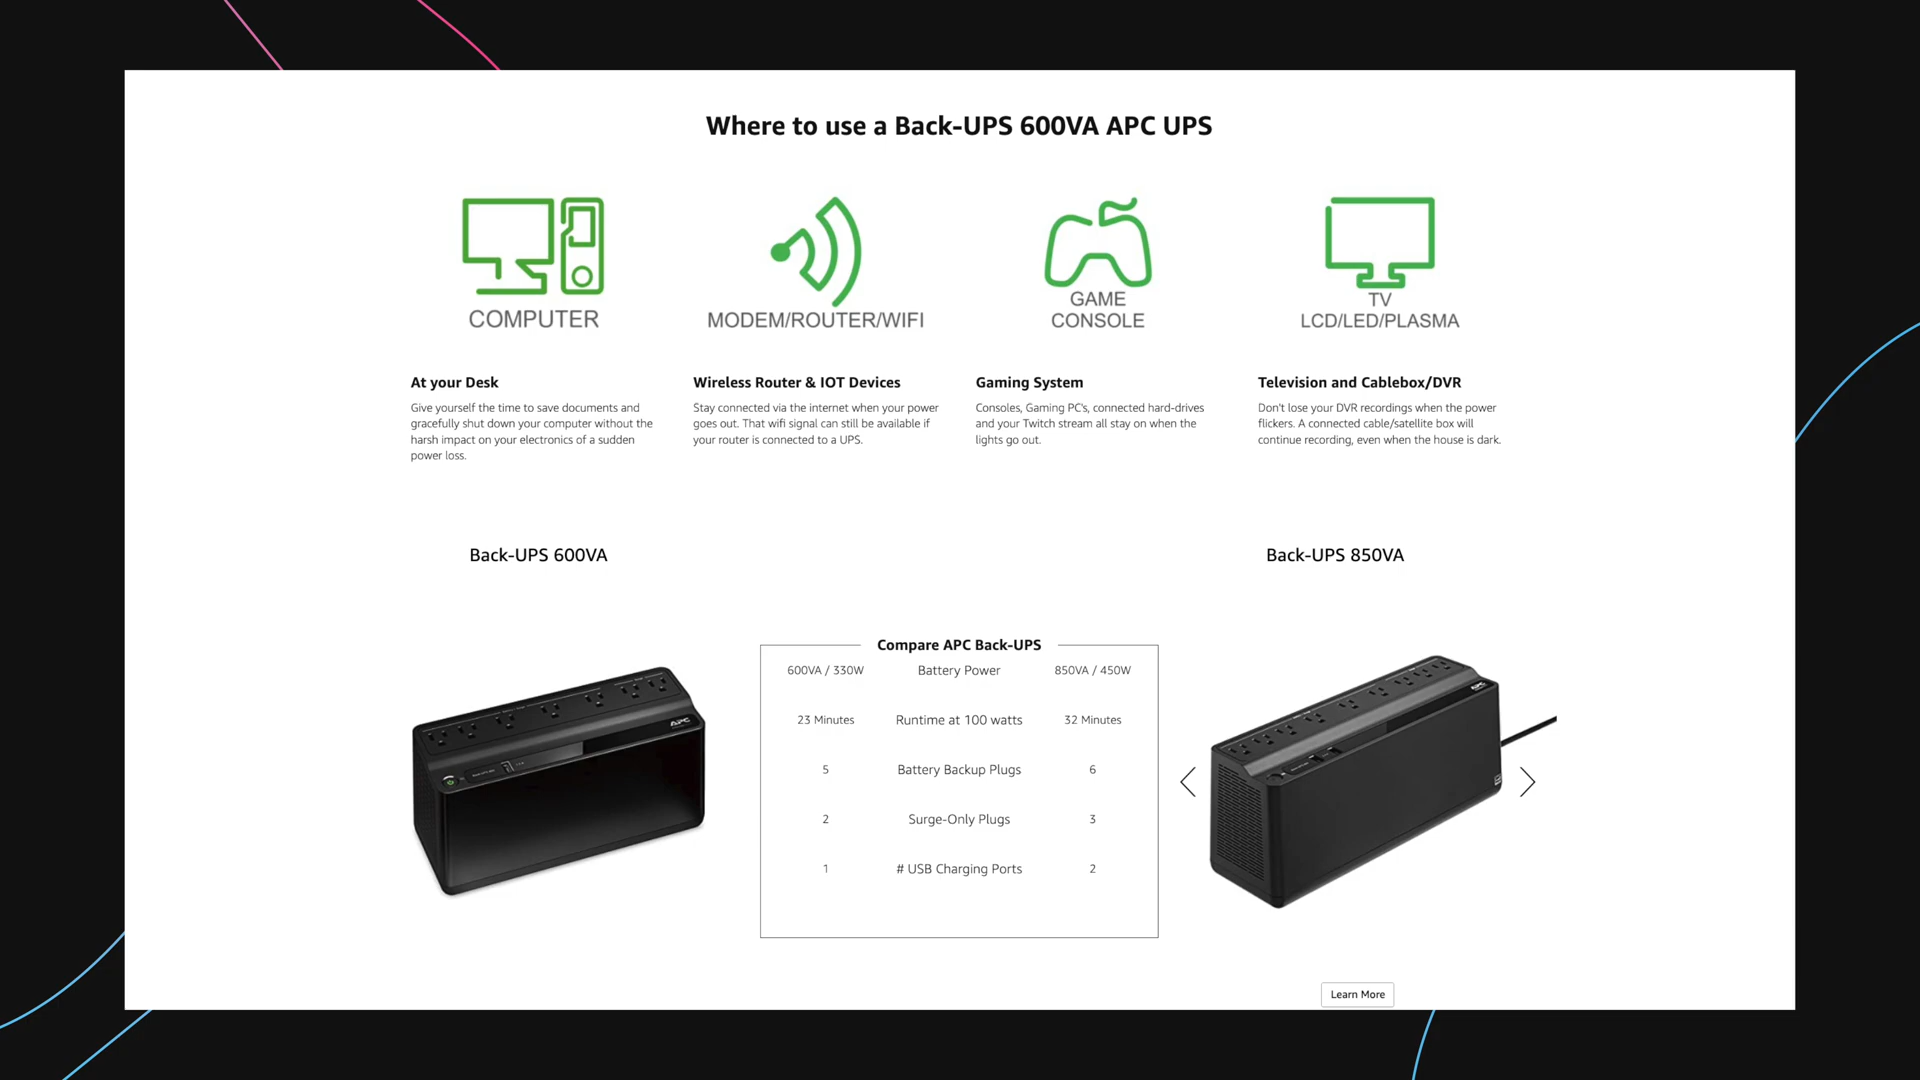 Where to use a Back-UPS 600VA APC UPS
COMPUTER
MODEM/ROUTER/WIFI
GAME
CONSOLE
TV
LCD/LED/PLASMA
At your Desk
Give yourself the time to save documents and
gracefully shut down your computer without the
harsh impact on your electronics of a sudden
power loss.
Wireless Router & IOT Devices
Stay connected via the internet when your power
goes out. That wifi signal can still be available if
your router is connected to a UPS.
Gaming System
Consoles, Gaming PC's, connected hard-drives
and your Twitch stream all stay on when the
lights go out.
Television and Cablebox/DVR
Don't lose your DVR recordings when the power
flickers. A connected cable/satellite box will
continue recording, even when the house is dark.
Back-UPS 600VA
Back-UPS 850VA
Compare APC Back-UPS
600VA / 330W Battery Power 850VA / 450W
23 Minutes Runtime at 100 watts 32 Minutes
5 Battery Backup Plugs 6
2 Surge-Only Plugs 3
1 # USB Charging Ports 2
APC
APC
Learn More